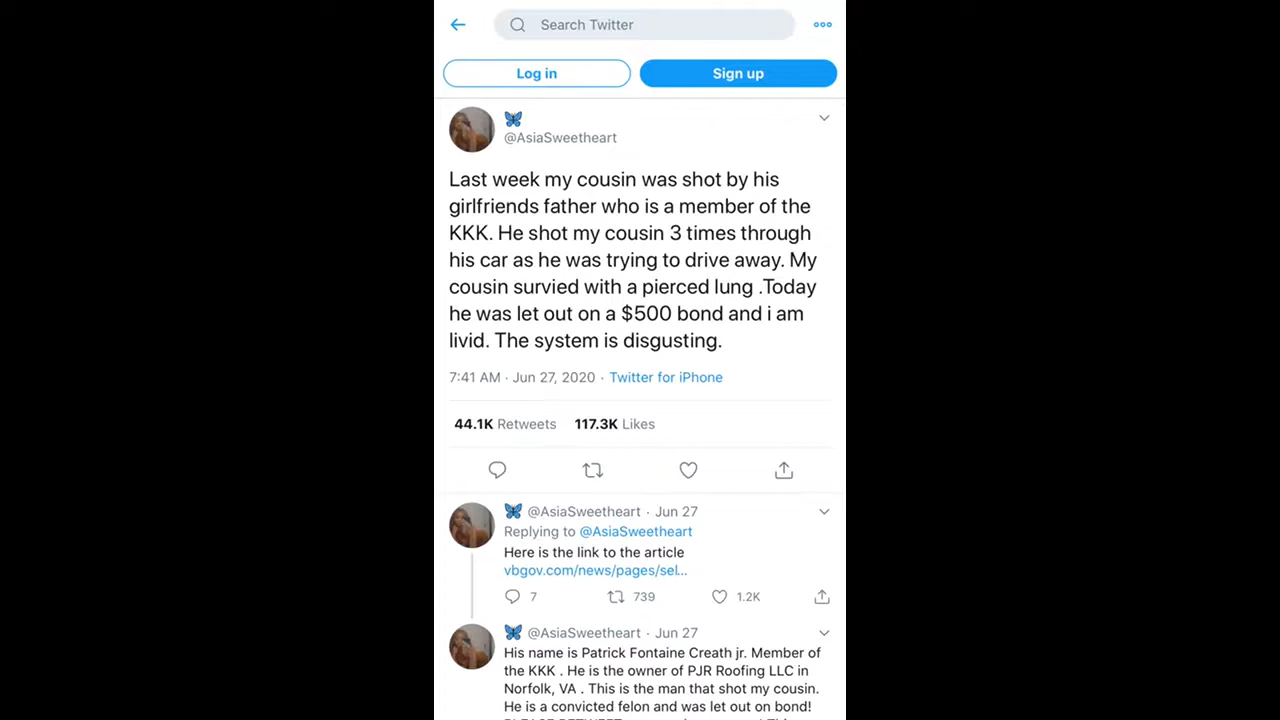 Search Twitter
Log in
Sign up
@AsiaSweetheart
Last week my cousin was shot by his
girlfriends father who is a member of the
KKK. He shot my cousin 3 times through
his car as he was trying to drive away. My
cousin survied with a pierced lung .Today
he was let out on a $500 bond and i am
livid. The system is disgusting.
7:41 AM · Jun 27, 2020 · Twitter for iPhone
44.1K Retweets 117.3K Likes
@AsiaSweetheart · Jun 27
Replying to @AsiaSweetheart
Here is the link to the article
vbgov.com/news/pages/sel...
7 739 1.2K
@AsiaSweetheart · Jun 27
His name is Patrick Fontaine Creath jr. Member of
the KKK . He is the owner of PJR Roofing LLC in
Norfolk, VA . This is the man that shot my cousin.
He is a convicted felon and was let out on bond!